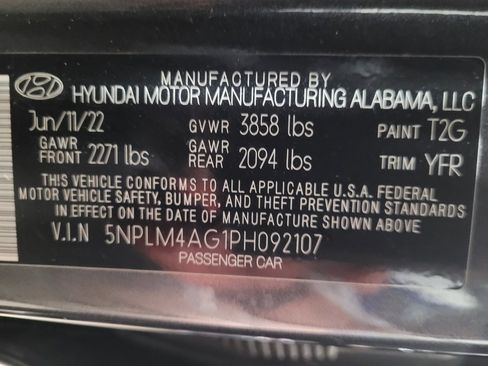 MANUFACTURED BY
HYUNDAI MOTOR MANUFACTURING ALABAMA, LLC
Jun/11/22 GVWR 3858 lbs PAINT T2G
GAWR FRONT 2271 lbs GAWR REAR 2094 lbs TRIM YFR
THIS VEHICLE CONFORMS TO ALL APPLICABLE U.S.A. FEDERAL
MOTOR VEHICLE SAFETY, BUMPER, AND THEFT PREVENTION STANDARDS
IN EFFECT ON THE DATE OF MANUFACTURE SHOWN ABOVE.
V.I.N 5NPLM4AG1PH092107
PASSENGER CAR